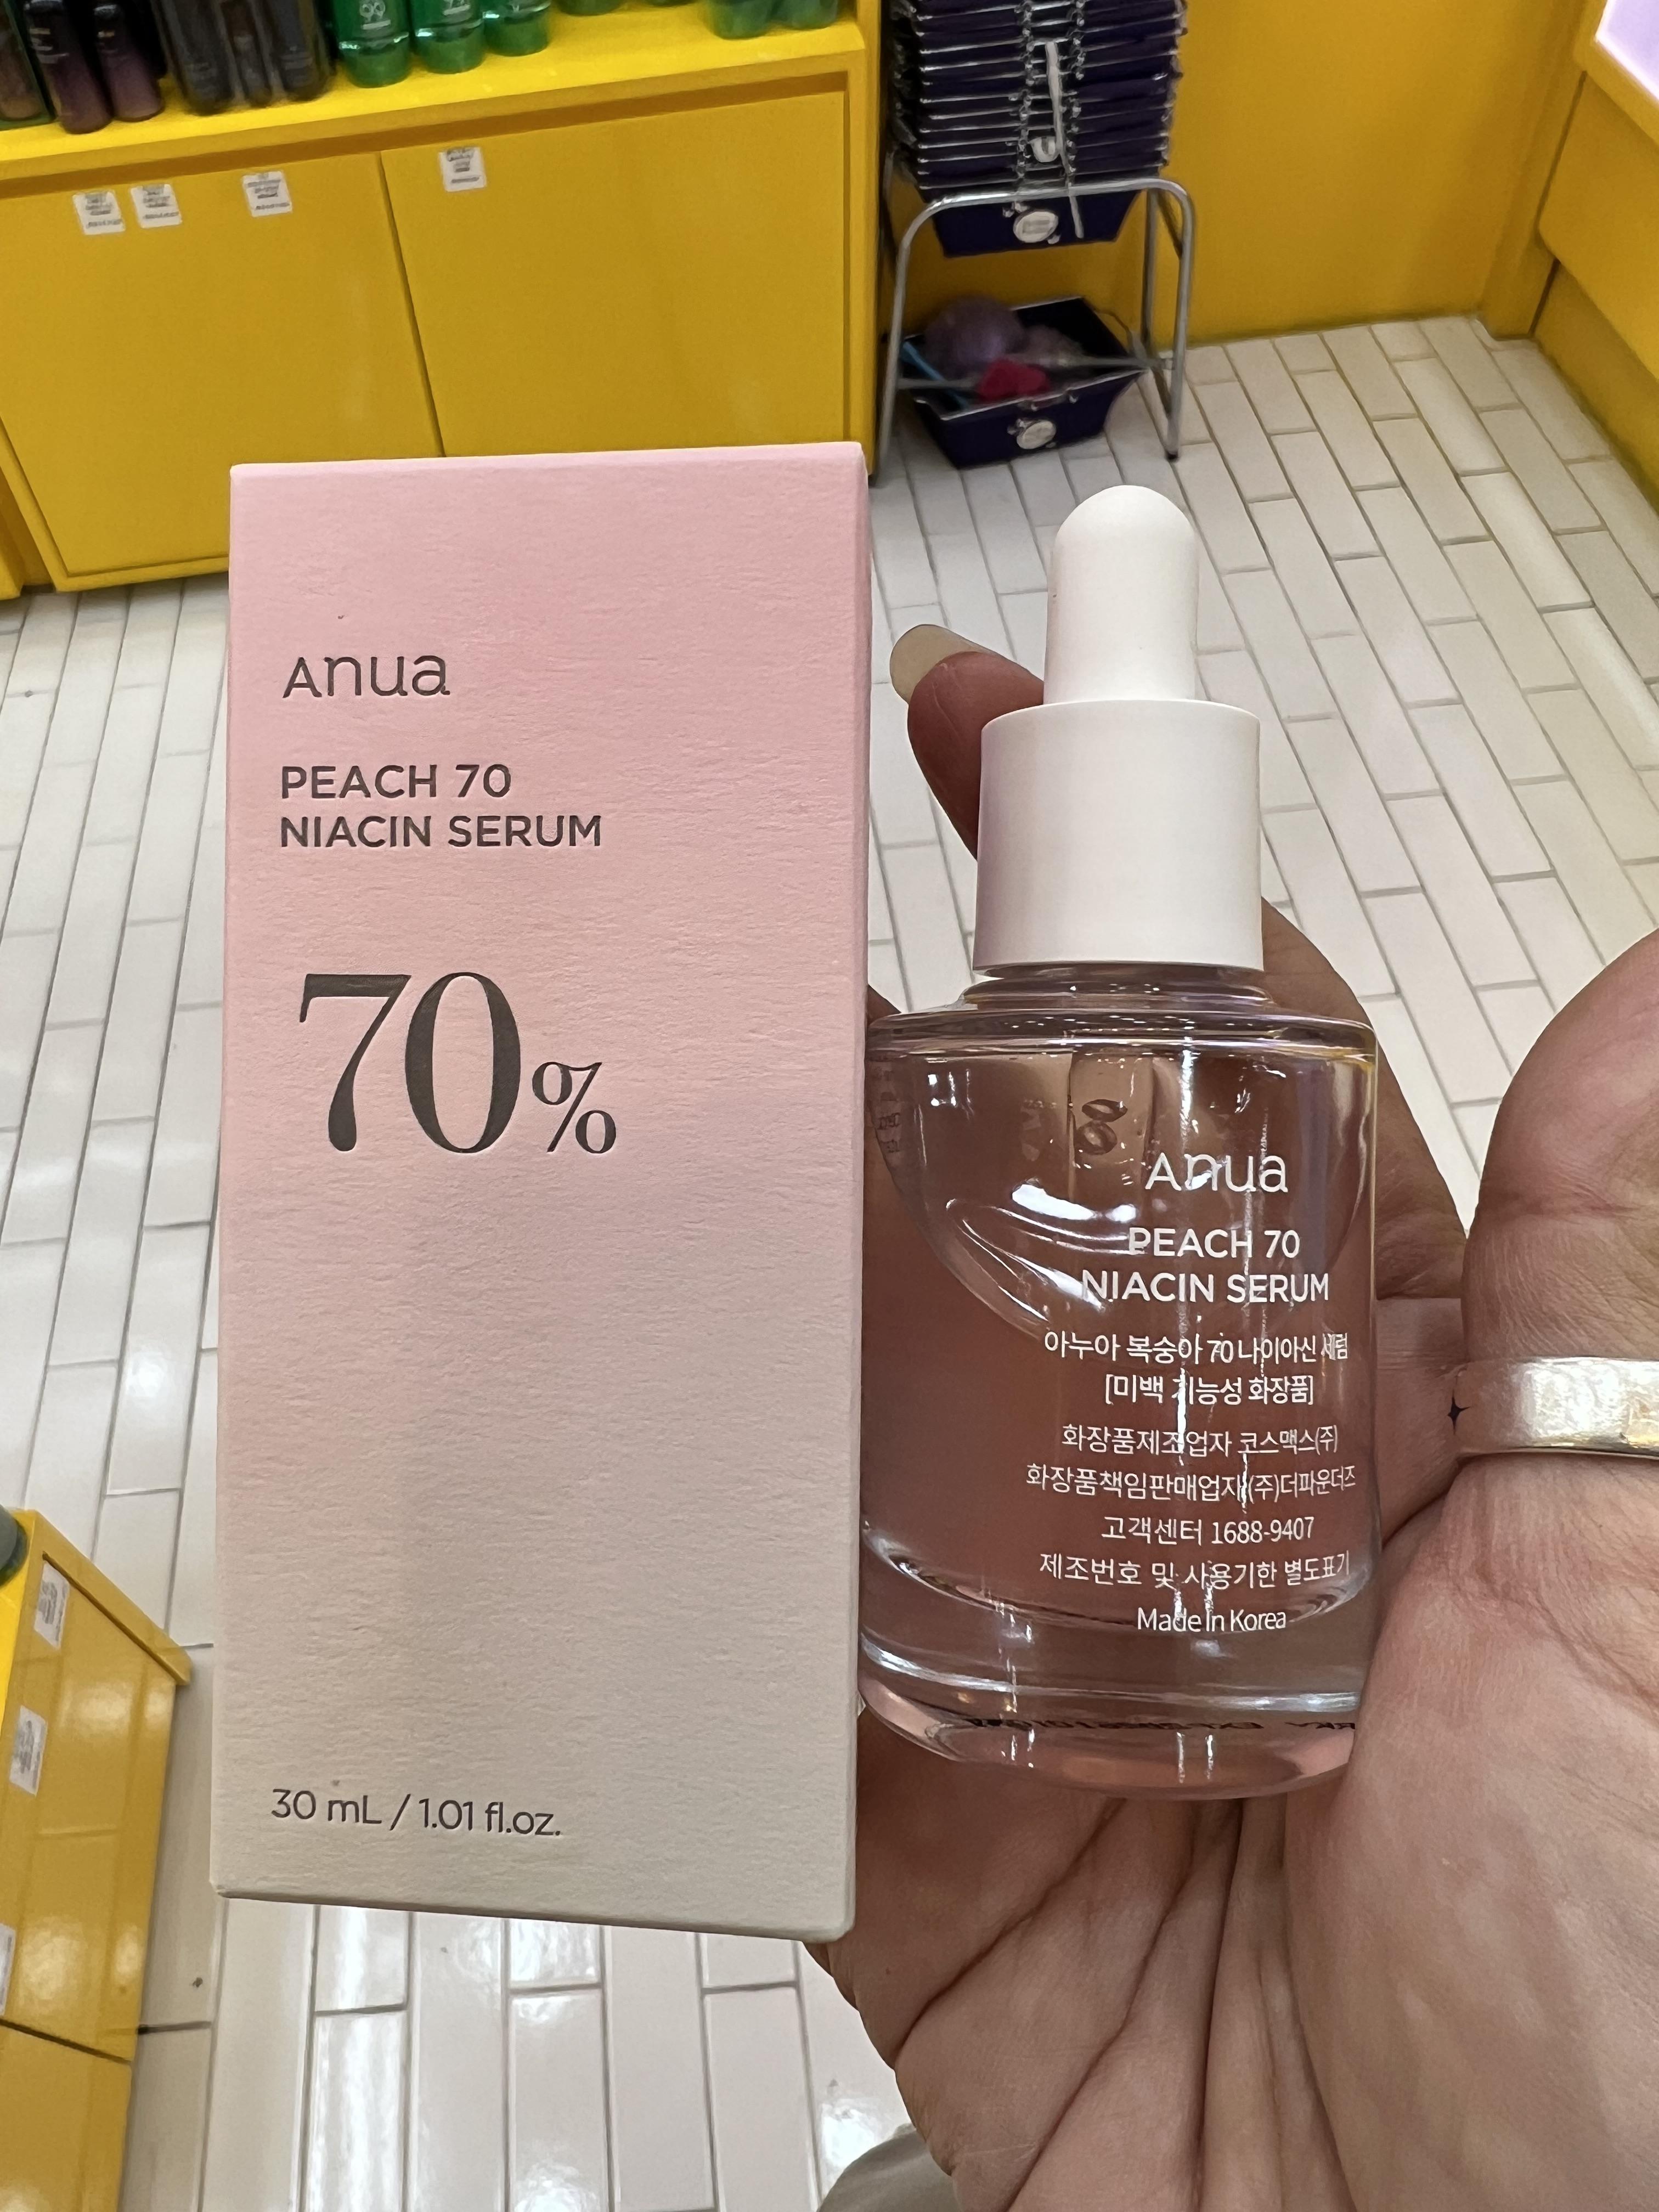 Anua
PEACH 70
NIACIN SERUM
70%
30 mL / 1.01 fl.oz.
Anua
PEACH 70
NIACIN SERUM
아누아 복숭아 70 나이아신 세럼
[미백 기능성 화장품]
화장품제조업자 코스맥스(주)
화장품책임판매업자 (주)더파운더즈
고객센터 1688-9407
제조번호 및 사용기한 별도표기
Made In Korea